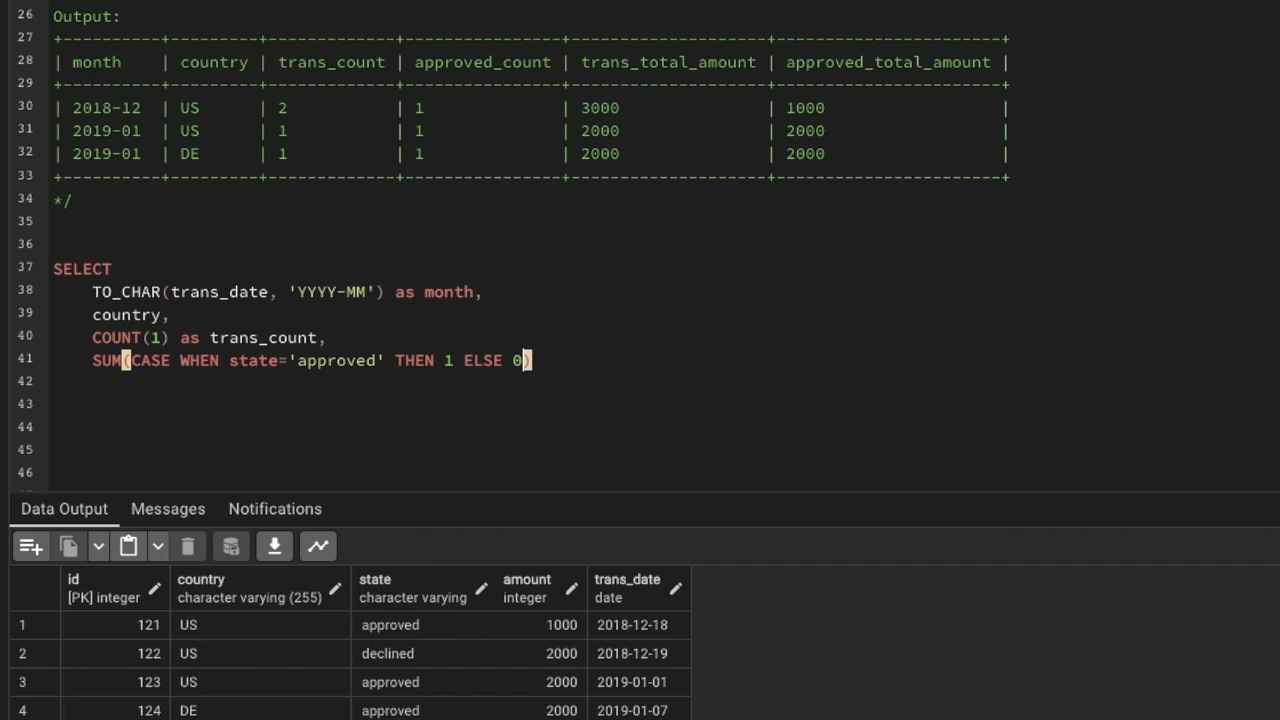 26 Output:
27 +----------+---------+-------------+----------------+--------------------+-----------------------+
28 | month    | country | trans_count | approved_count | trans_total_amount | approved_total_amount |
29 +----------+---------+-------------+----------------+--------------------+-----------------------+
30 | 2018-12  | US      | 2           | 1              | 3000               | 1000                  |
31 | 2019-01  | US      | 1           | 1              | 2000               | 2000                  |
32 | 2019-01  | DE      | 1           | 1              | 2000               | 2000                  |
33 +----------+---------+-------------+----------------+--------------------+-----------------------+
34 */
35
36
37 SELECT
38     TO_CHAR(trans_date, 'YYYY-MM') as month,
39     country,
40     COUNT(1) as trans_count,
41     SUM(CASE WHEN state='approved' THEN 1 ELSE 0)
42
43
44
45
46
Data Output Messages Notifications
id country state amount trans_date
[PK] integer character varying (255) character varying integer date
1 121 US approved 1000 2018-12-18
2 122 US declined 2000 2018-12-19
3 123 US approved 2000 2019-01-01
4 124 DE approved 2000 2019-01-07